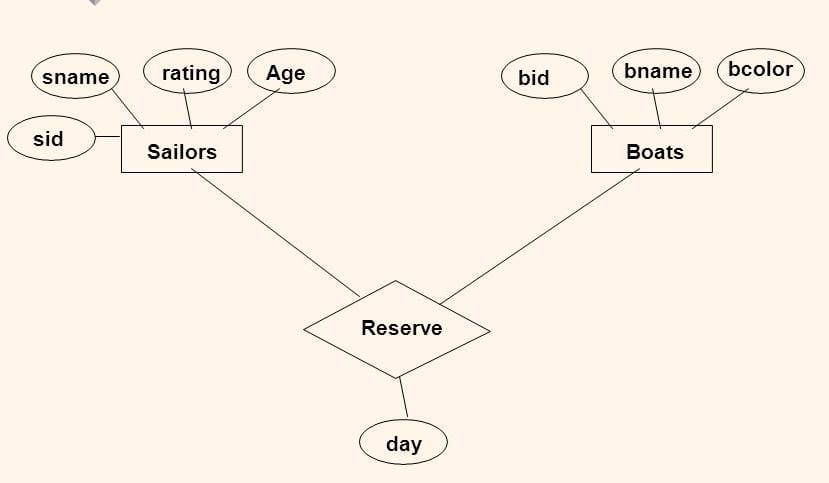 sname
rating
Age
bid
bname
bcolor
sid
Sailors
Boats
Reserve
day